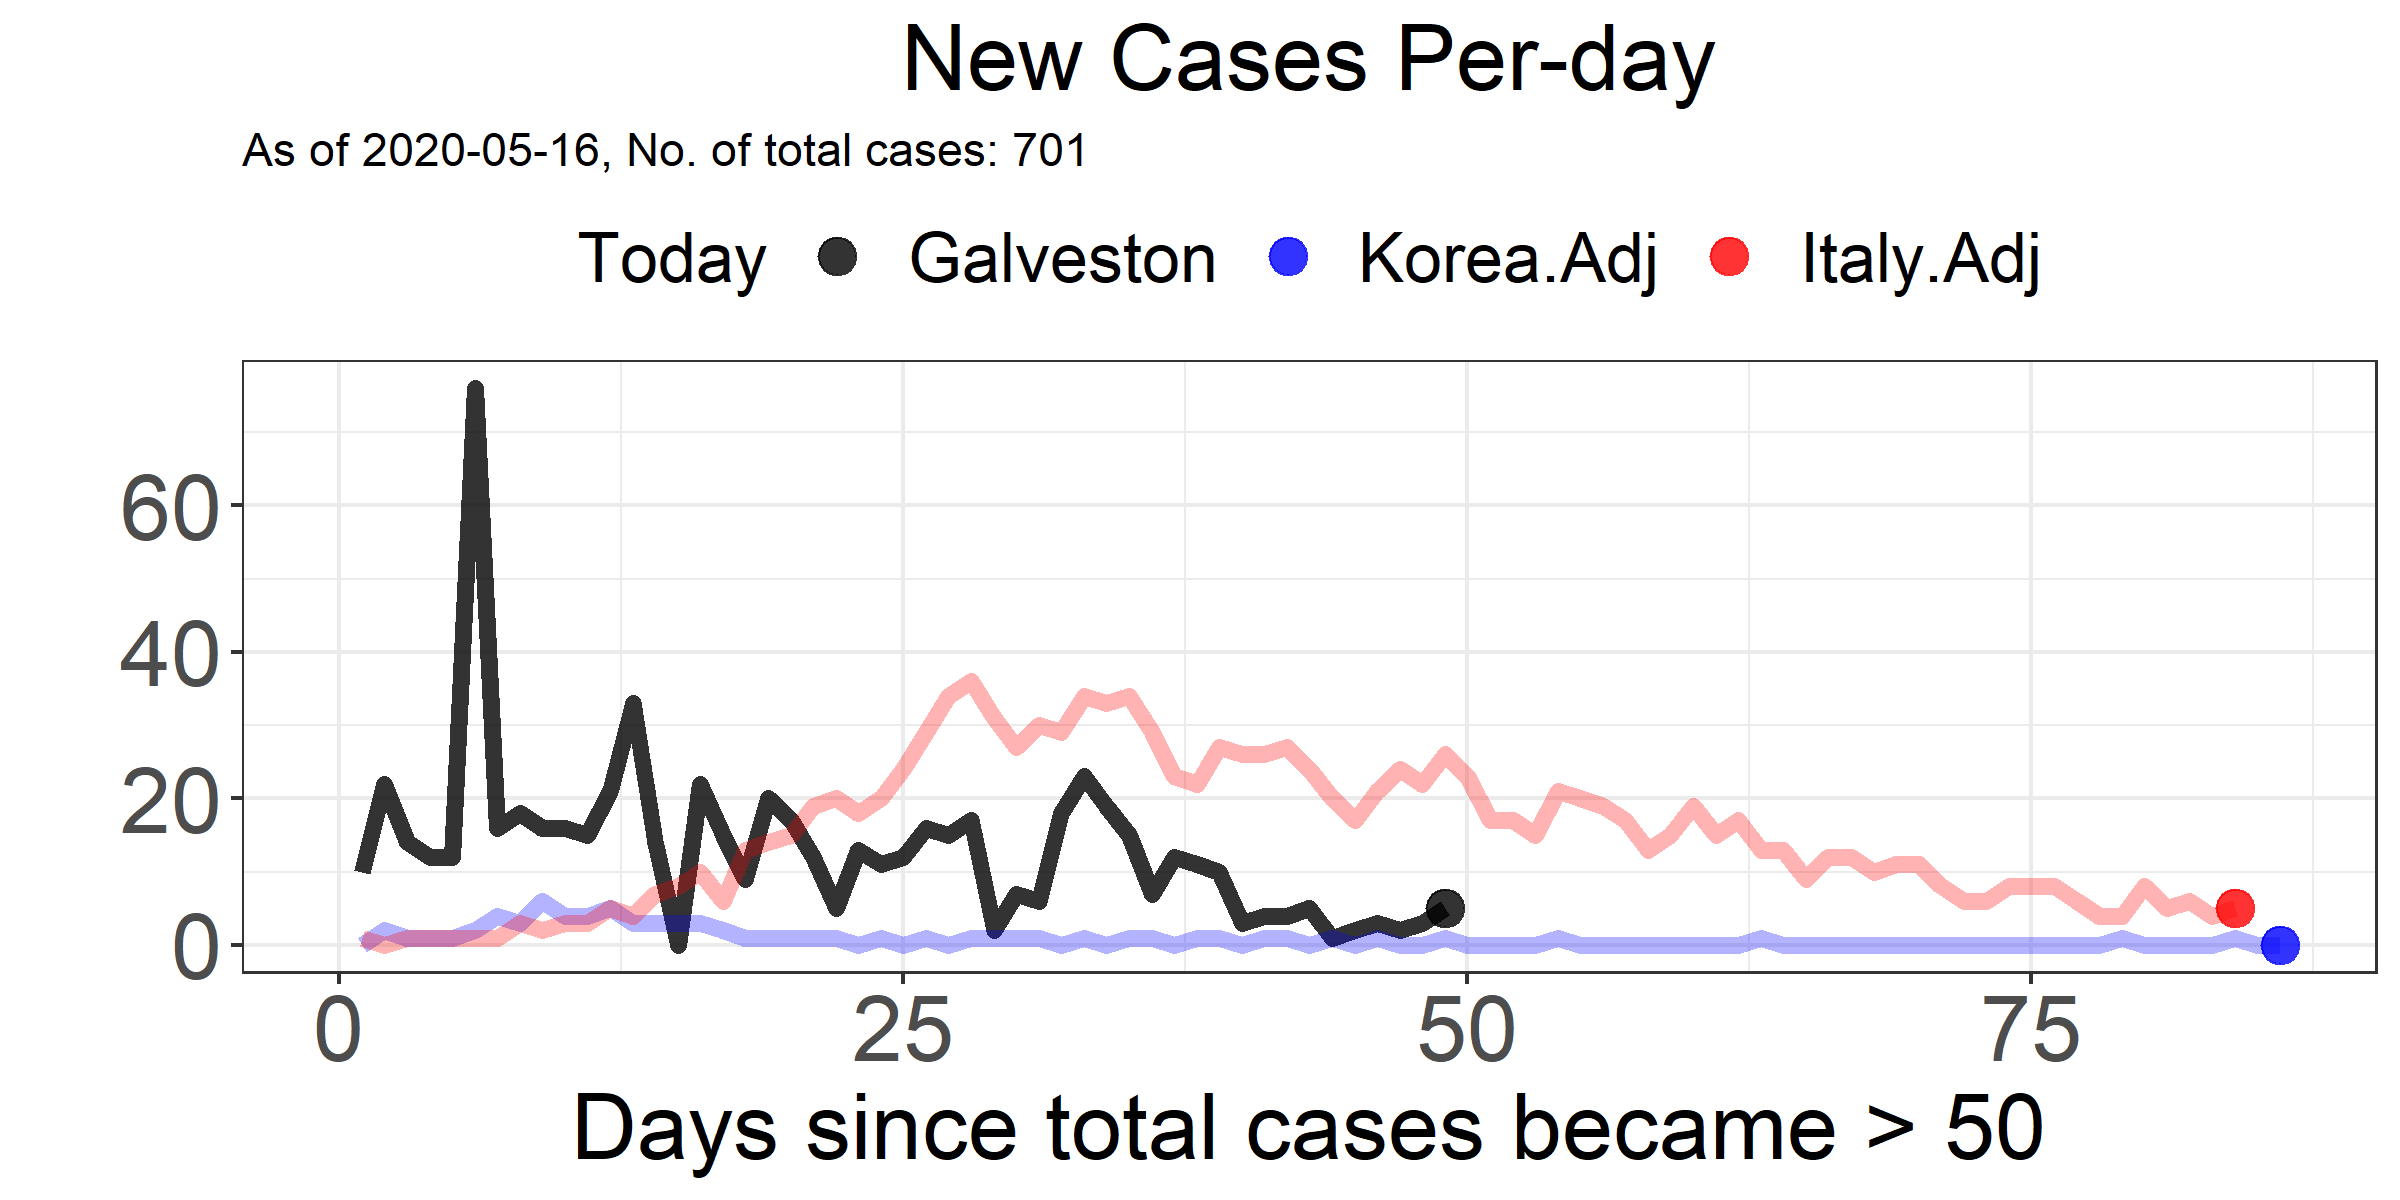 New Cases Per-day
As of 2020-05-16, No. of total cases: 701
Today Galveston Korea.Adj Italy.Adj
60
40
20
0
0 25 50 75
Days since total cases became > 50